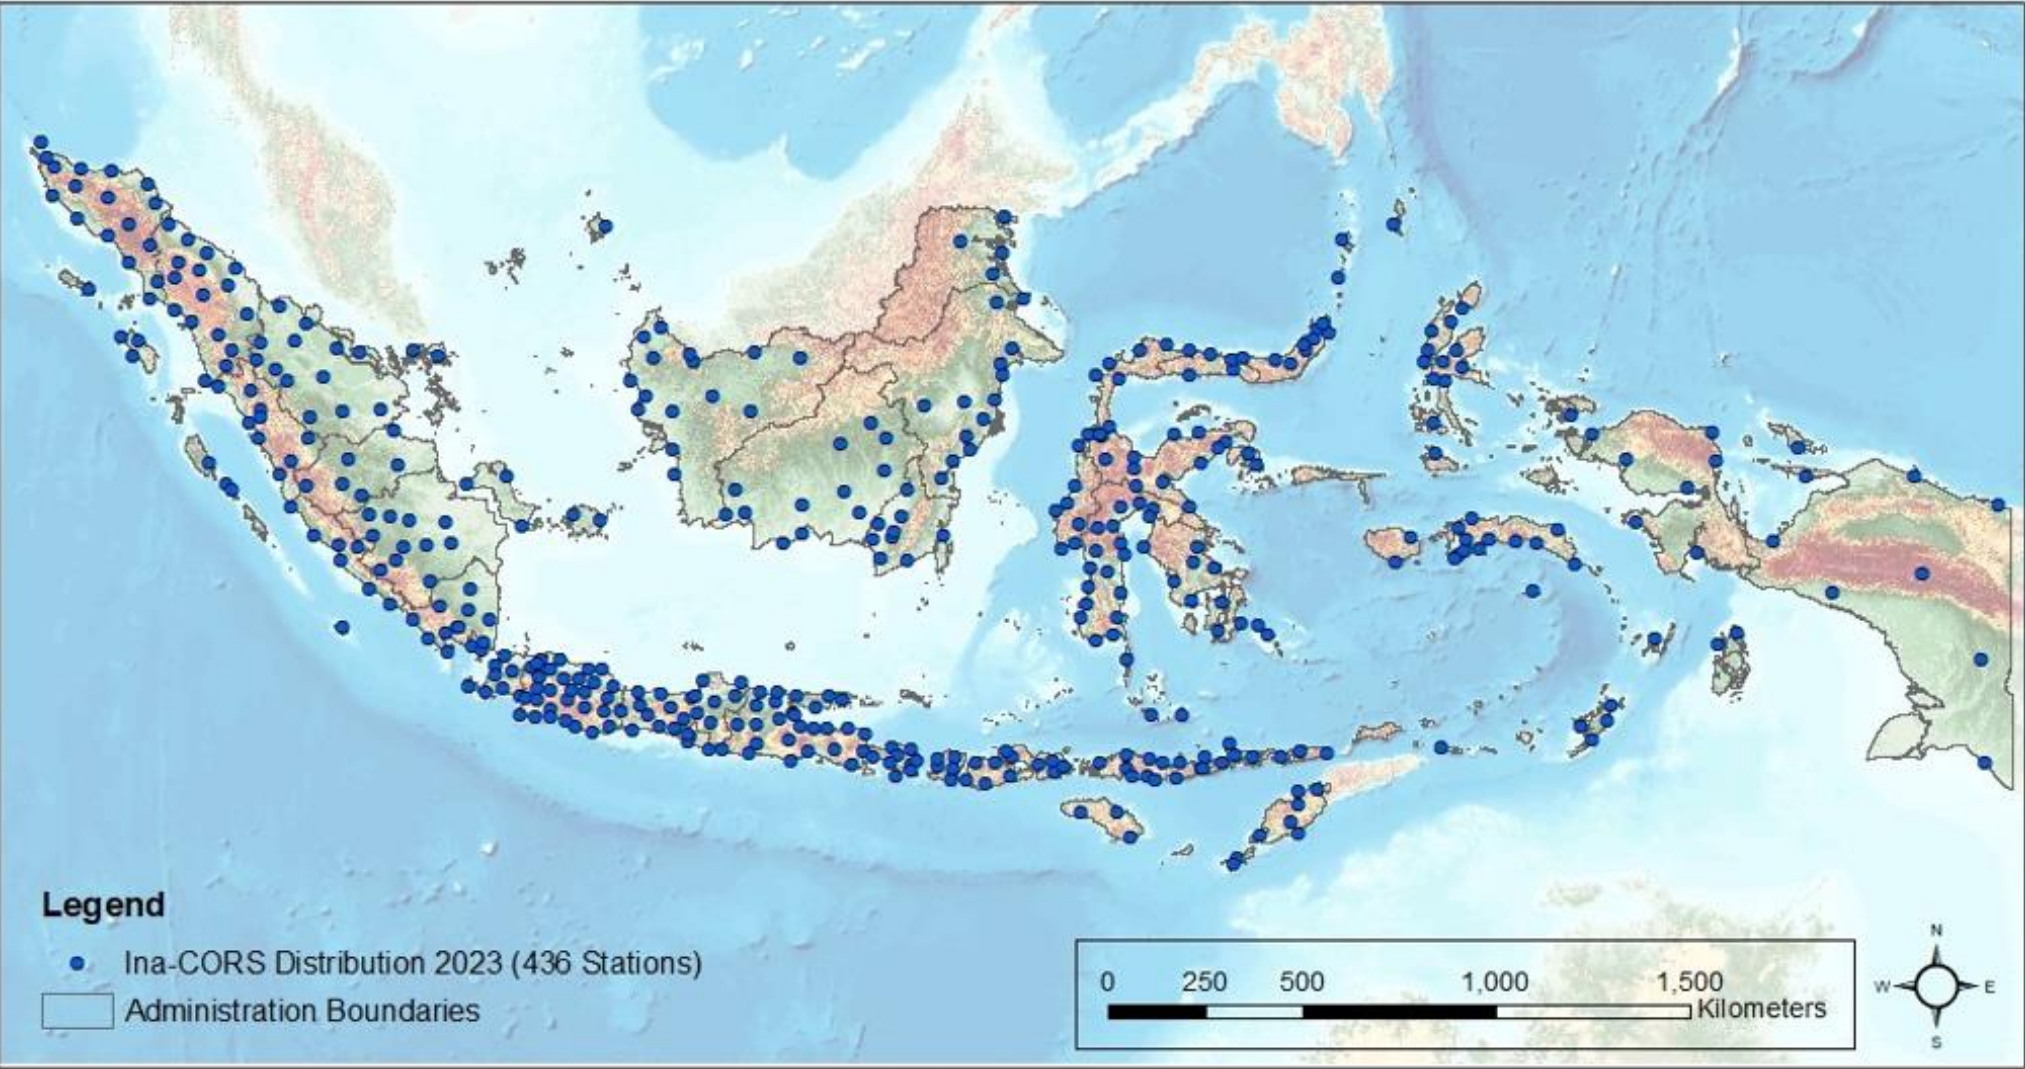 Legend
Ina-CORS Distribution 2023 (436 Stations)
Administration Boundaries
0 250 500 1,000 1,500
Kilometers
N
W E
S